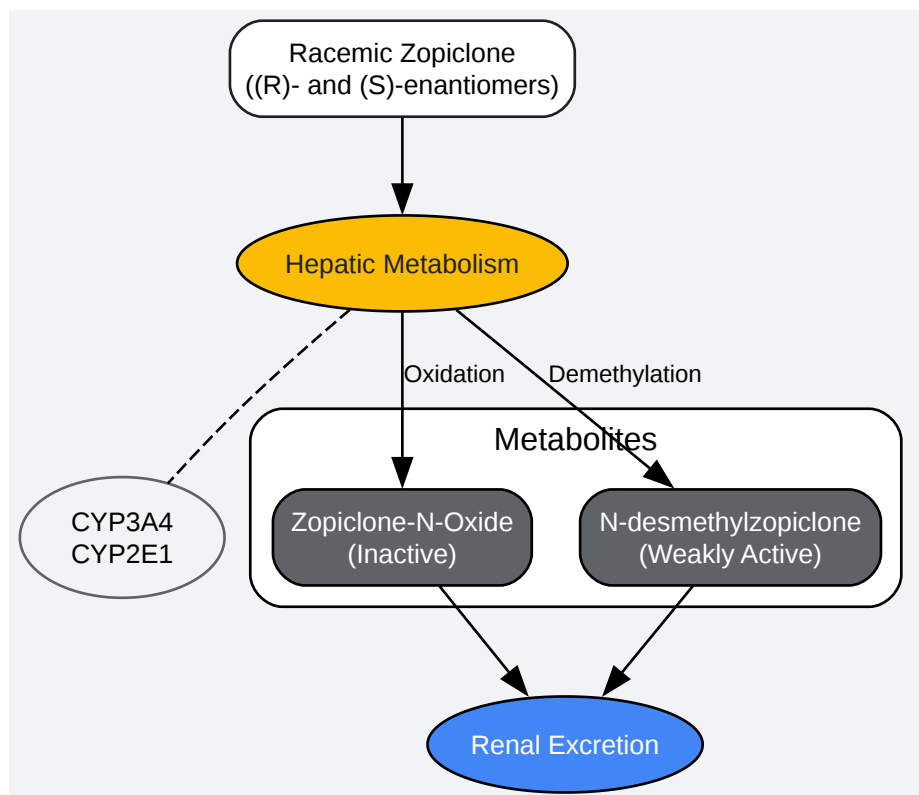 Racemic Zopiclone
((R)- and (S)-enantiomers)
Hepatic Metabolism
Oxidation
Demethylation
Metabolites
CYP3A4
CYP2E1
Zopiclone-N-Oxide
(Inactive)
N-desmethylzopiclone
(Weakly Active)
Renal Excretion